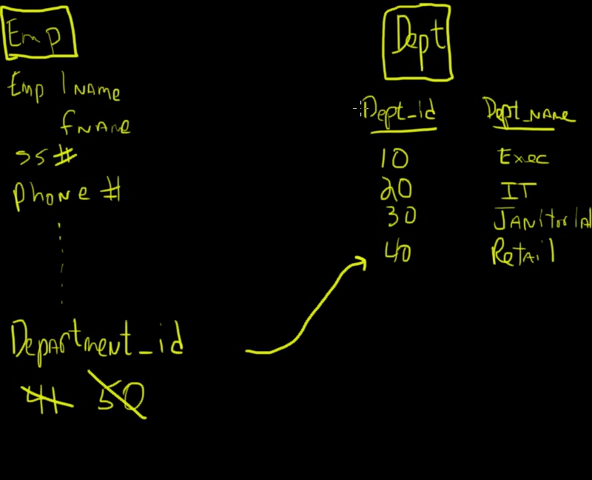 Emp
Emp lname
fname
ss#
phone #
Department_id
41 50
Dept
Dept_id Dept_name
10 Exec
20 IT
30 Janitorial
40 Retail